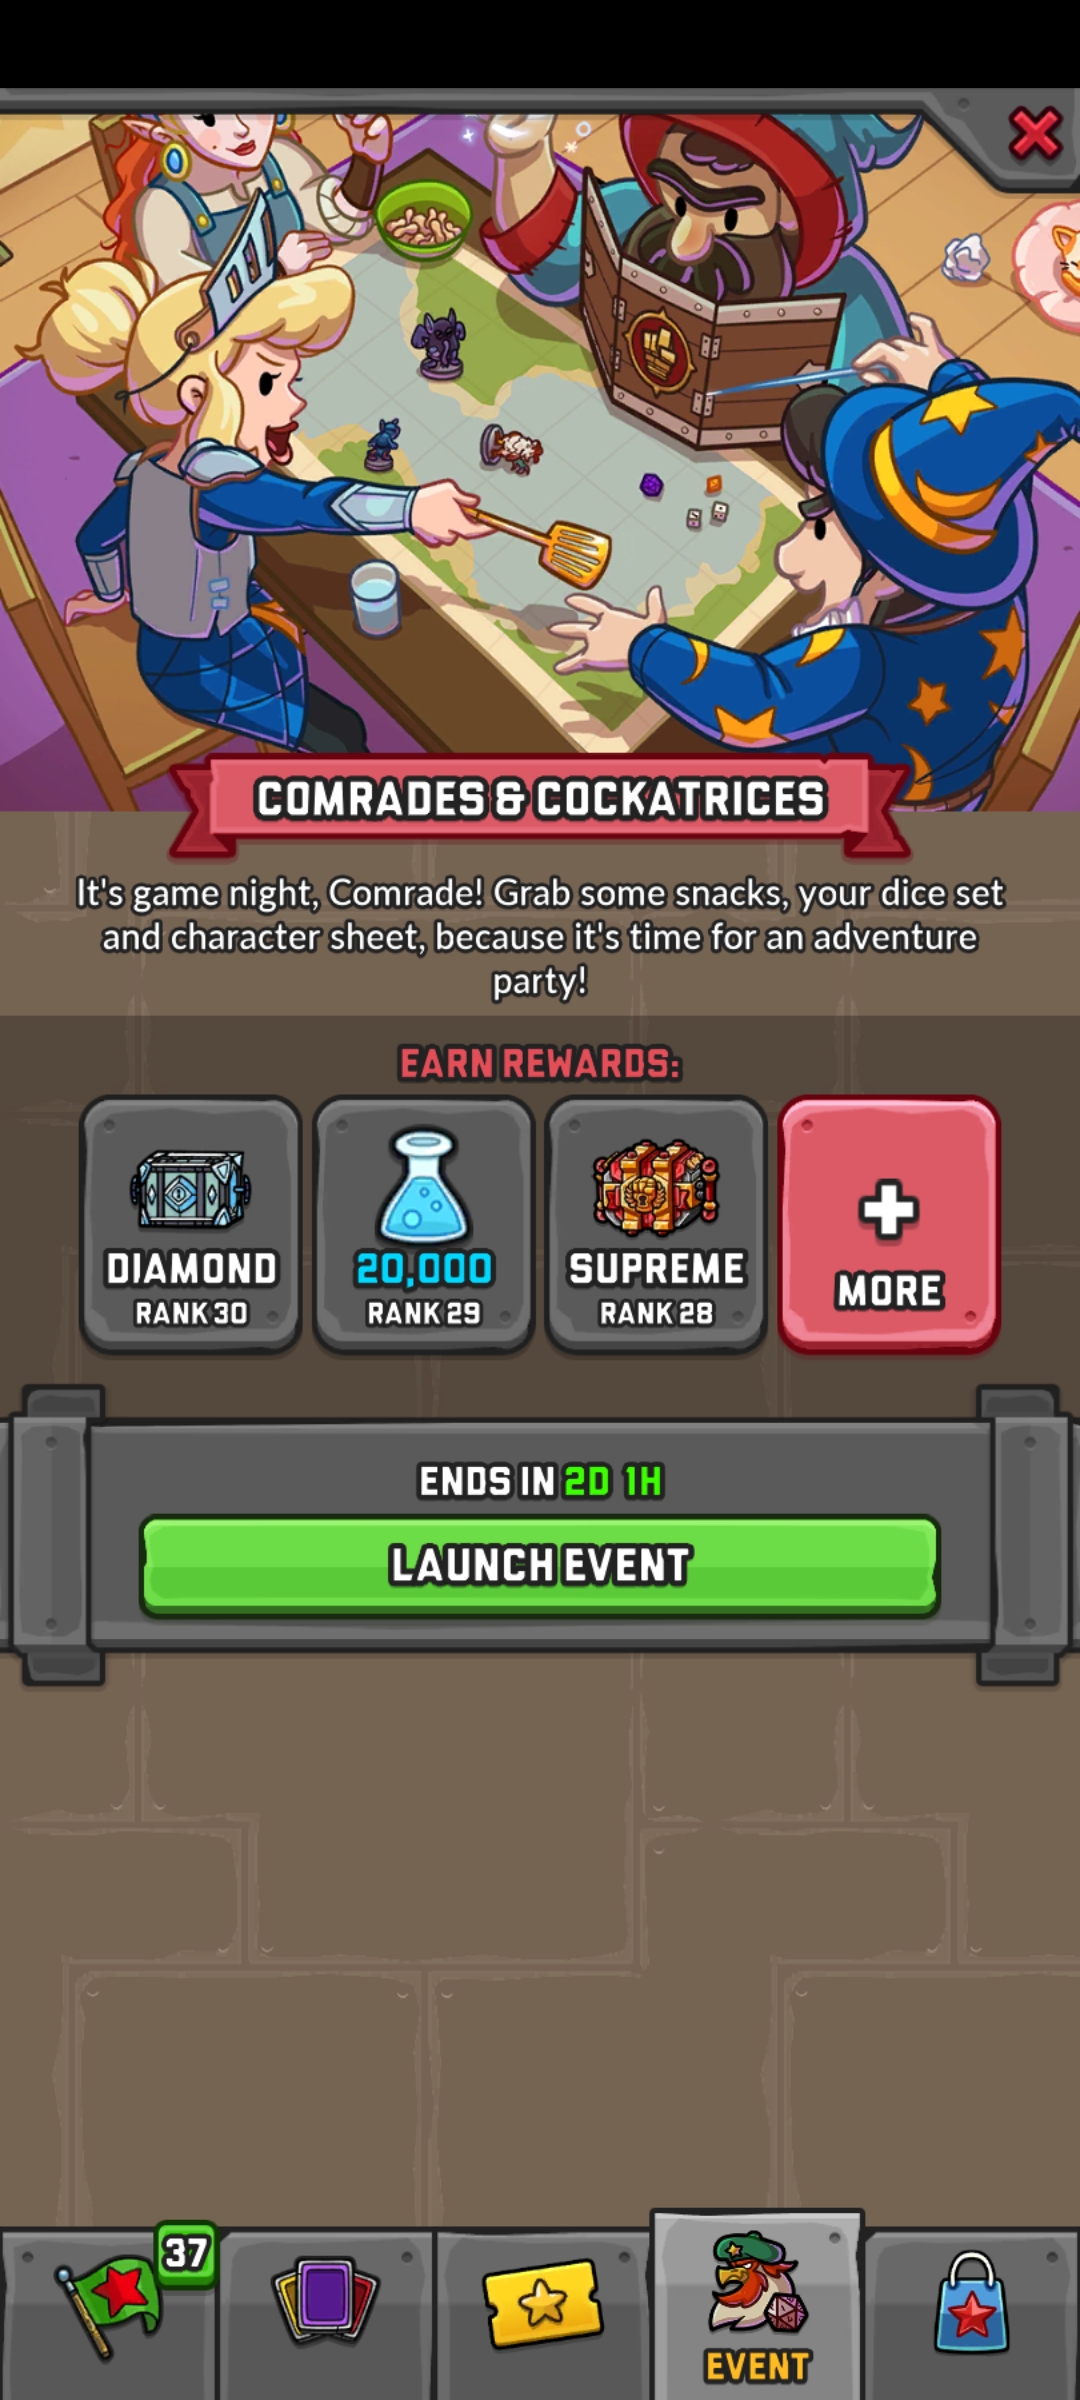 COMRADES & COCKATRICES
It's game night, Comrade! Grab some snacks, your dice set
and character sheet, because it's time for an adventure
party!
EARN REWARDS:
DIAMOND
RANK 30
20,000
RANK 29
SUPREME
RANK 28
MORE
ENDS IN 2D 1H
LAUNCH EVENT
37
EVENT